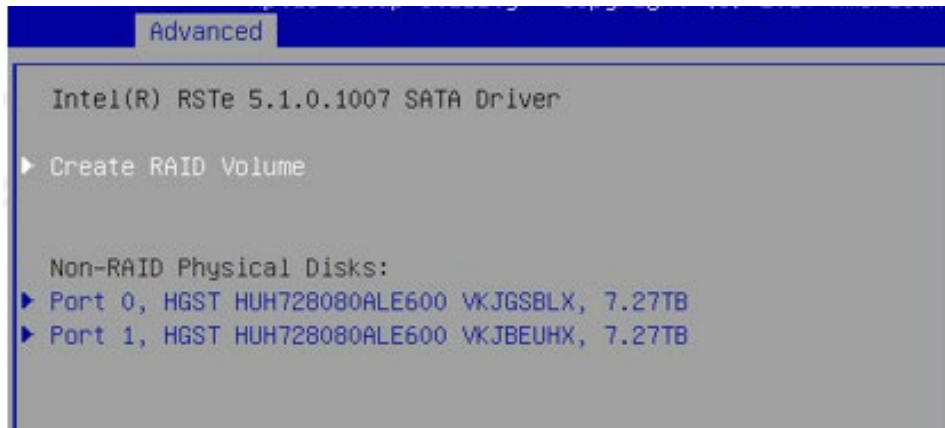 Advanced
Intel(R) RSTe 5.1.0.1007 SATA Driver
Create RAID Volume
Non-RAID Physical Disks:
Port 0, HGST HUH728080ALE600 VKJGSBLX, 7.27TB
Port 1, HGST HUH728080ALE600 VKJBEUHX, 7.27TB